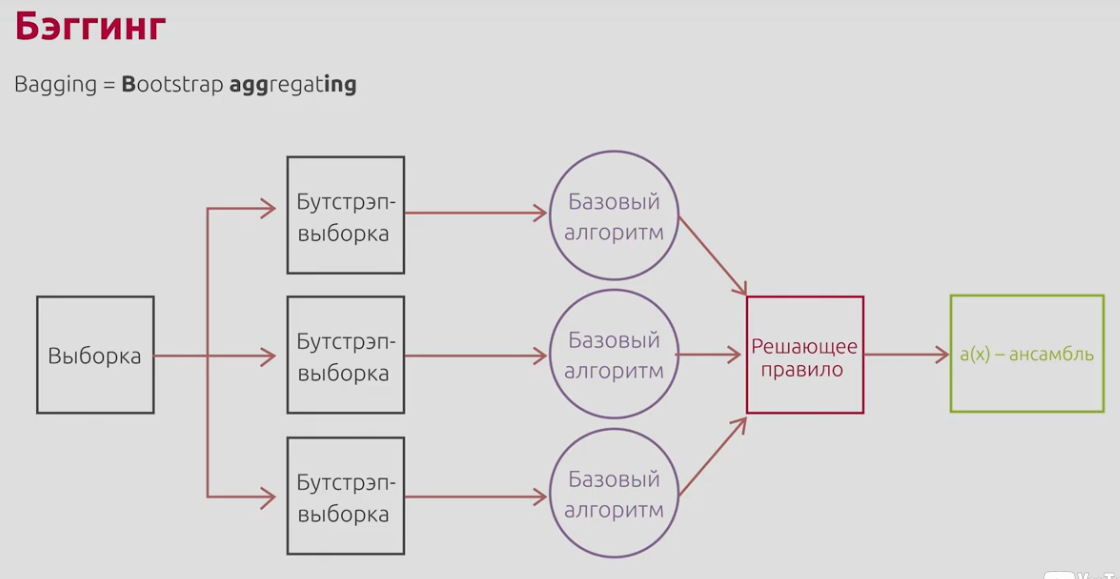 Бэггинг
Bagging = Bootstrap aggregating
Бутстрэп-
выборка
Базовый
алгоритм
Выборка
Бутстрэп-
выборка
Базовый
алгоритм
Решающее
правило
a(x) – ансамбль
Бутстрэп-
выборка
Базовый
алгоритм